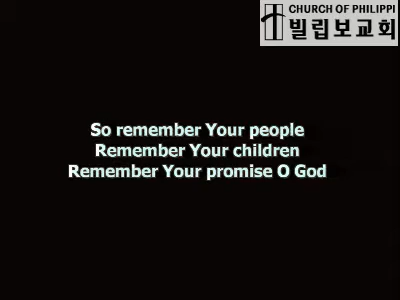 CHURCH OF PHILIPPI
빌립보교회
So remember Your people
Remember Your children
Remember Your promise O God